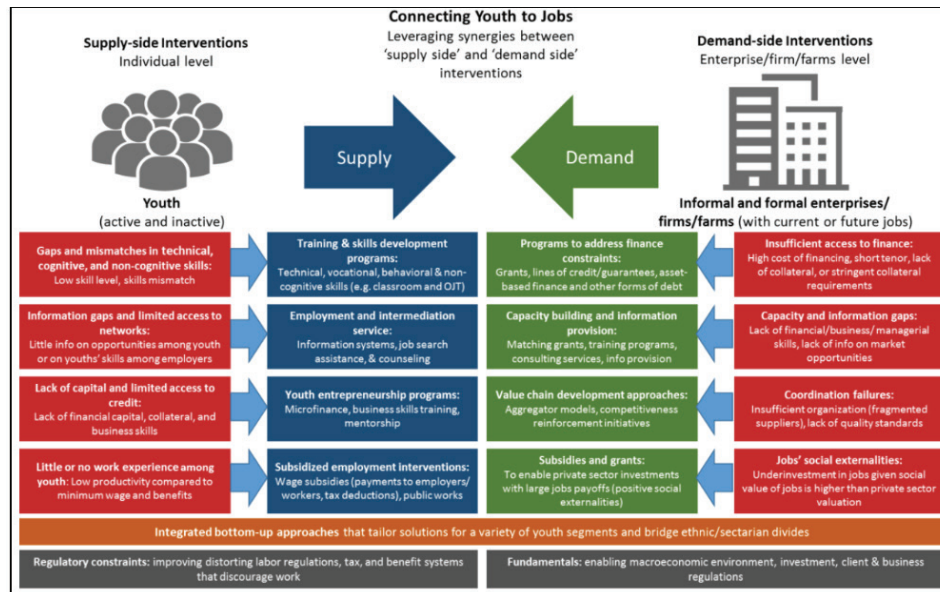 Connecting Youth to Jobs
Leveraging synergies between
‘supply side’ and ‘demand side’
interventions
Supply-side Interventions
Individual level
Demand-side Interventions
Enterprise/firm/farms level
Supply
Demand
Youth
(active and inactive)
Informal and formal enterprises/
firms/farms (with current or future jobs)
Gaps and mismatches in technical,
cognitive, and non-cognitive skills:
Low skill level, skills mismatch
Training & skills development
programs:
Technical, vocational, behavioral & non-
cognitive skills (e.g. classroom and OJT)
Programs to address finance
constraints:
Grants, lines of credit/guarantees, asset-
based finance and other forms of debt
Insufficient access to finance:
High cost of financing, short tenor, lack
of collateral, or stringent collateral
requirements
Information gaps and limited access to
networks:
Little info on opportunities among youth
or on youths’ skills among employers
Employment and intermediation
service:
Information systems, job search
assistance, & counseling
Capacity building and information
provision:
Matching grants, training programs,
consulting services, info provision
Capacity and information gaps:
Lack of financial/business/ managerial
skills, lack of info on market
opportunities
Lack of capital and limited access to
credit:
Lack of financial capital, collateral, and
business skills
Youth entrepreneurship programs:
Microfinance, business skills training,
mentorship
Value chain development approaches:
Aggregator models, competitiveness
reinforcement initiatives
Coordination failures:
Insufficient organization (fragmented
suppliers), lack of quality standards
Little or no work experience among
youth: Low productivity compared to
minimum wage and benefits
Subsidized employment interventions:
Wage subsidies (payments to employers/
workers, tax deductions), public works
Subsidies and grants:
To enable private sector investments
with large jobs payoffs (positive social
externalities)
Jobs’ social externalities:
Underinvestment in jobs given social
value of jobs is higher than private sector
valuation
Integrated bottom-up approaches that tailor solutions for a variety of youth segments and bridge ethnic/sectarian divides
Regulatory constraints: improving distorting labor regulations, tax, and benefit systems
that discourage work
Fundamentals: enabling macroeconomic environment, investment, client & business
regulations